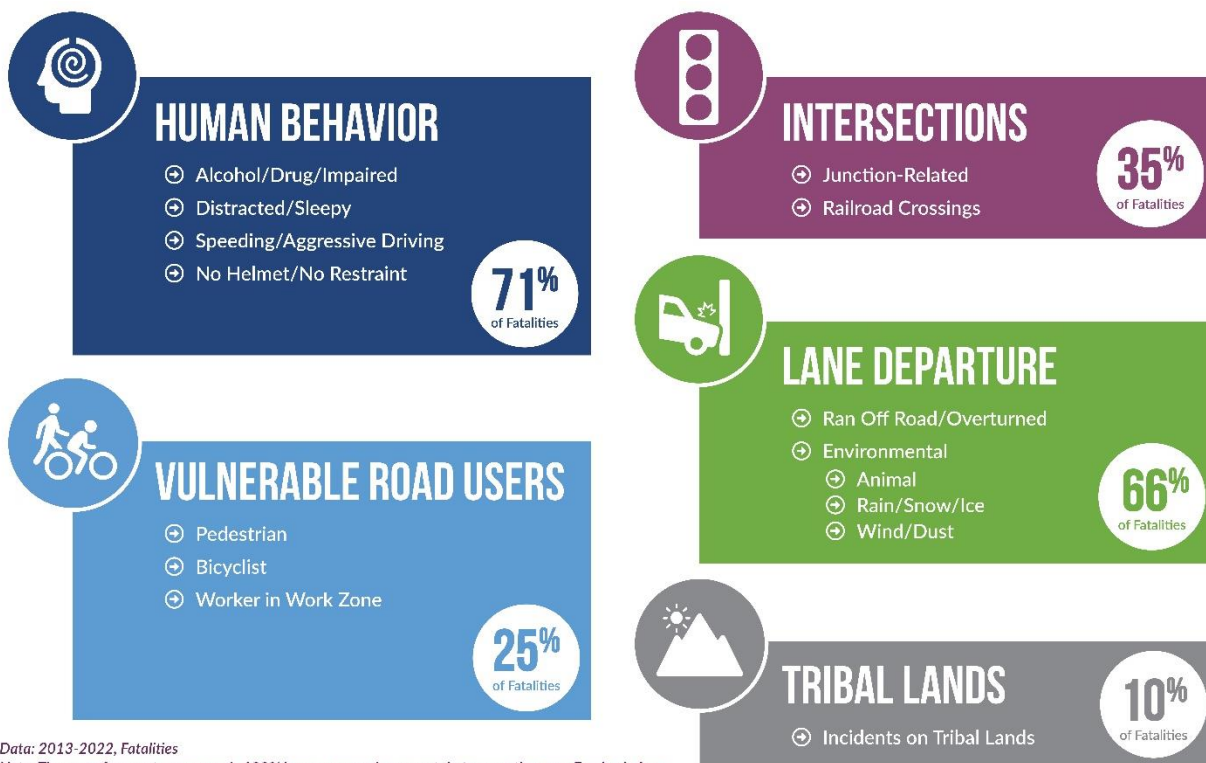 HUMAN BEHAVIOR
Alcohol/Drug/Impaired
Distracted/Sleepy
Speeding/Aggressive Driving
No Helmet/No Restraint
71%
of Fatalities
VULNERABLE ROAD USERS
Pedestrian
Bicyclist
Worker in Work Zone
25%
of Fatalities
INTERSECTIONS
Junction-Related
Railroad Crossings
35%
of Fatalities
LANE DEPARTURE
Ran Off Road/Overturned
Environmental
Animal
Rain/Snow/Ice
Wind/Dust
66%
of Fatalities
TRIBAL LANDS
Incidents on Tribal Lands
10%
of Fatalities
Data: 2013-2022, Fatalities